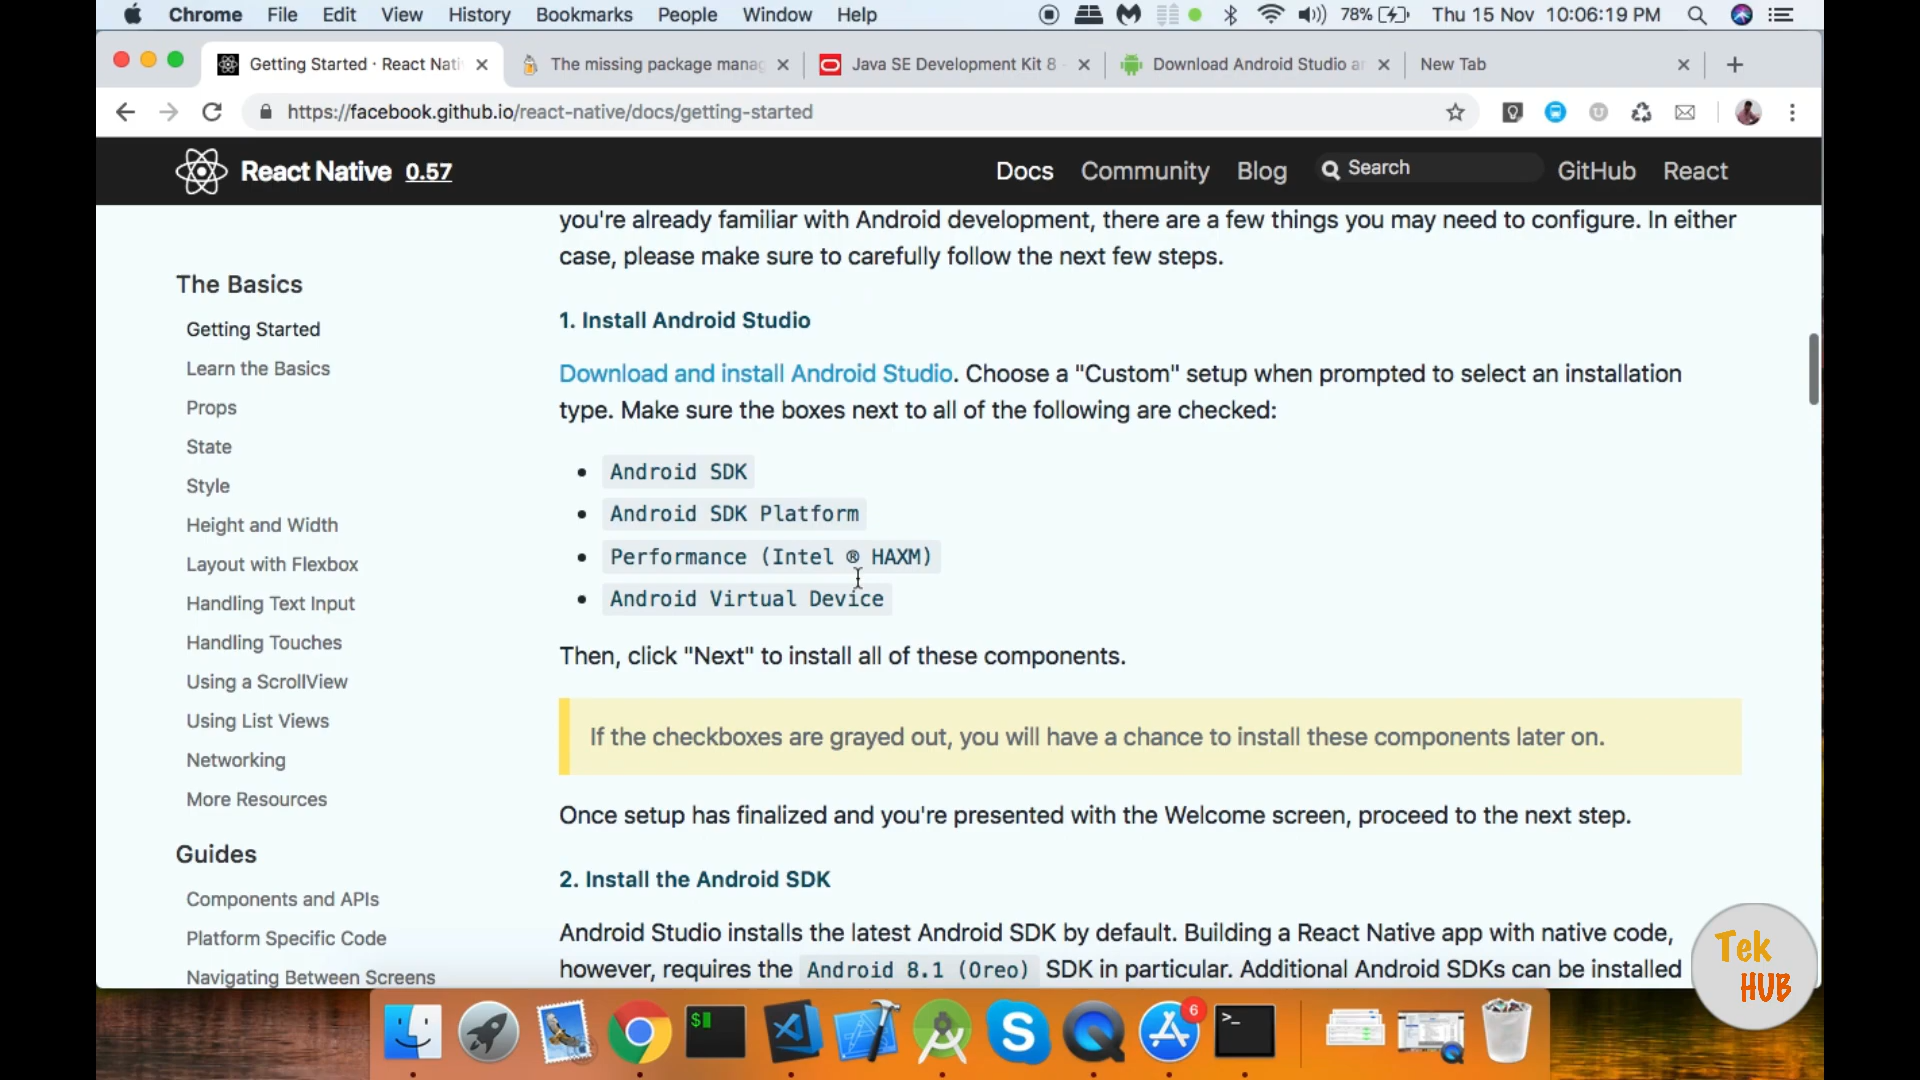 Chrome File Edit View History Bookmarks People Window Help 78% Thu 15 Nov 10:06:19 PM
Getting Started · React Nati The missing package manag Java SE Development Kit 8 - Download Android Studio an New Tab
https://facebook.github.io/react-native/docs/getting-started
React Native 0.57 Docs Community Blog Search GitHub React
you're already familiar with Android development, there are a few things you may need to configure. In either
case, please make sure to carefully follow the next few steps.
The Basics
Getting Started
Learn the Basics
Props
State
Style
Height and Width
Layout with Flexbox
Handling Text Input
Handling Touches
Using a ScrollView
Using List Views
Networking
More Resources
Guides
Components and APIs
Platform Specific Code
Navigating Between Screens
1. Install Android Studio
Download and install Android Studio. Choose a "Custom" setup when prompted to select an installation
type. Make sure the boxes next to all of the following are checked:
Android SDK
Android SDK Platform
Performance (Intel ® HAXM)
Android Virtual Device
Then, click "Next" to install all of these components.
If the checkboxes are grayed out, you will have a chance to install these components later on.
Once setup has finalized and you're presented with the Welcome screen, proceed to the next step.
2. Install the Android SDK
Android Studio installs the latest Android SDK by default. Building a React Native app with native code,
however, requires the Android 8.1 (Oreo) SDK in particular. Additional Android SDKs can be installed
Tek
HUB
$
S
6
>_